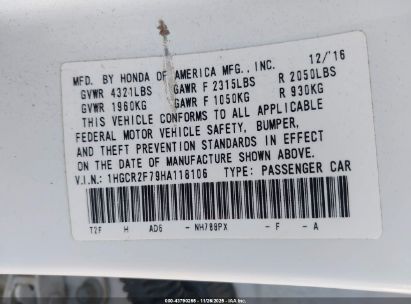 MFD. BY HONDA OF AMERICA MFG., INC. 12/'16
GVWR 4321LBS GAWR F 2315LBS R 2050LBS
GVWR 1960KG GAWR F 1050KG R 930KG
THIS VEHICLE CONFORMS TO ALL APPLICABLE
FEDERAL MOTOR VEHICLE SAFETY, BUMPER,
AND THEFT PREVENTION STANDARDS IN EFFECT
ON THE DATE OF MANUFACTURE SHOWN ABOVE.
V.I.N.: 1HGCR2F79HA118106 TYPE: PASSENGER CAR
T2F H AD6 - NH788PX - F - A